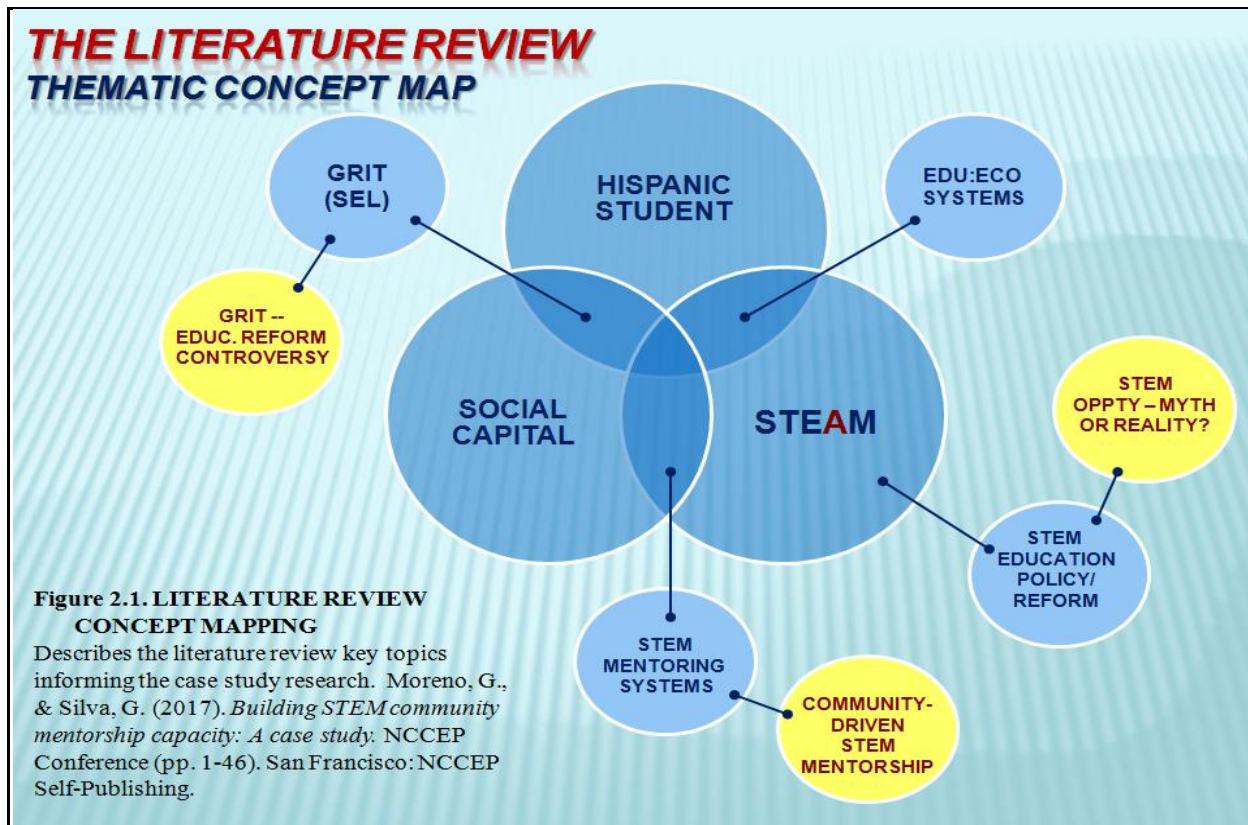 THE LITERATURE REVIEW
THEMATIC CONCEPT MAP
GRIT
(SEL)
HISPANIC
STUDENT
EDU:ECO
SYSTEMS
GRIT --
EDUC. REFORM
CONTROVERSY
SOCIAL
CAPITAL
STEAM
STEM
OPPTY – MYTH
OR REALITY?
STEM
EDUCATION
POLICY/
REFORM
STEM
MENTORING
SYSTEMS
COMMUNITY-
DRIVEN
STEM
MENTORSHIP
Figure 2.1. LITERATURE REVIEW
CONCEPT MAPPING
Describes the literature review key topics
informing the case study research. Moreno, G.,
& Silva, G. (2017). Building STEM community
mentorship capacity: A case study. NCCEP
Conference (pp. 1-46). San Francisco: NCCEP
Self-Publishing.